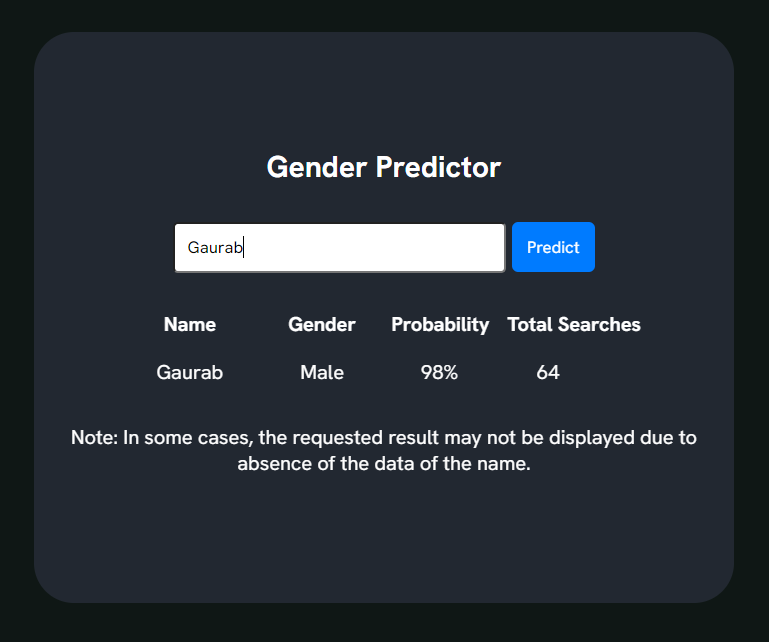 Gender Predictor
Gaurab
Predict
Name Gender Probability Total Searches
Gaurab Male 98% 64
Note: In some cases, the requested result may not be displayed due to
absence of the data of the name.